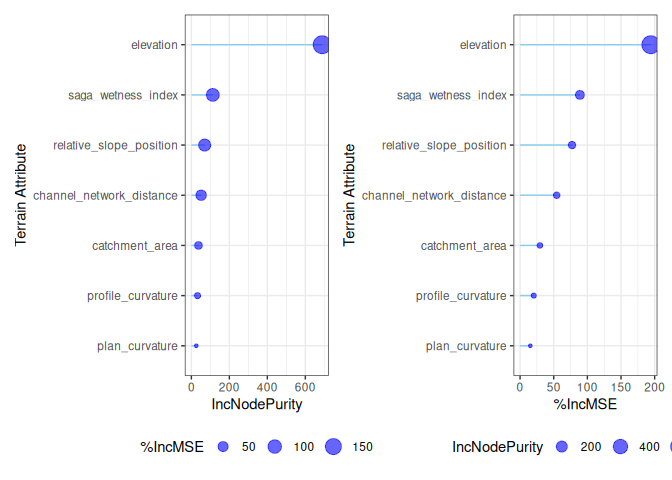 Terrain Attribute
elevation
saga_wetness_index
relative_slope_position
channel_network_distance
catchment_area
profile_curvature
plan_curvature
0 200 400 600
IncNodePurity
%IncMSE 50 100 150
Terrain Attribute
elevation
saga_wetness_index
relative_slope_position
channel_network_distance
catchment_area
profile_curvature
plan_curvature
0 50 100 150 200
%IncMSE
IncNodePurity 200 400